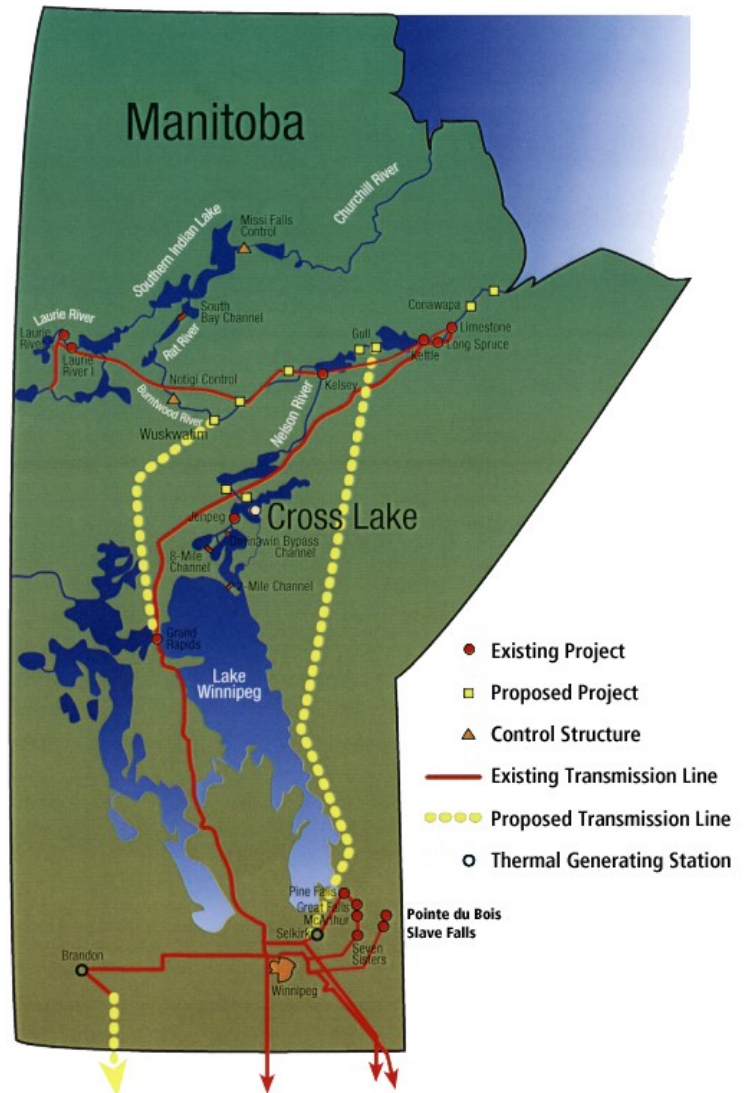 Manitoba
Churchill River
Southern Indian Lake
Missi Falls
Control
Laurie River
South
Bay Channel
Rat River
Conawapa
Limestone
Laurie
Laurie
River I
Gull
Long Spruce
Kettle
Notigi Control
Kelsey
Burntwood River
Nelson River
Wuskwatim
Cross Lake
Jenpeg
Ominawin Bypass
Channel
8-Mile
Channel
2-Mile Channel
Grand
Rapids
Lake
Winnipeg
Existing Project
Proposed Project
Control Structure
Existing Transmission Line
Proposed Transmission Line
Thermal Generating Station
Pine Falls
Great Falls
McArthur
Pointe du Bois
Slave Falls
Selkirk
Seven
Sisters
Brandon
Winnipeg